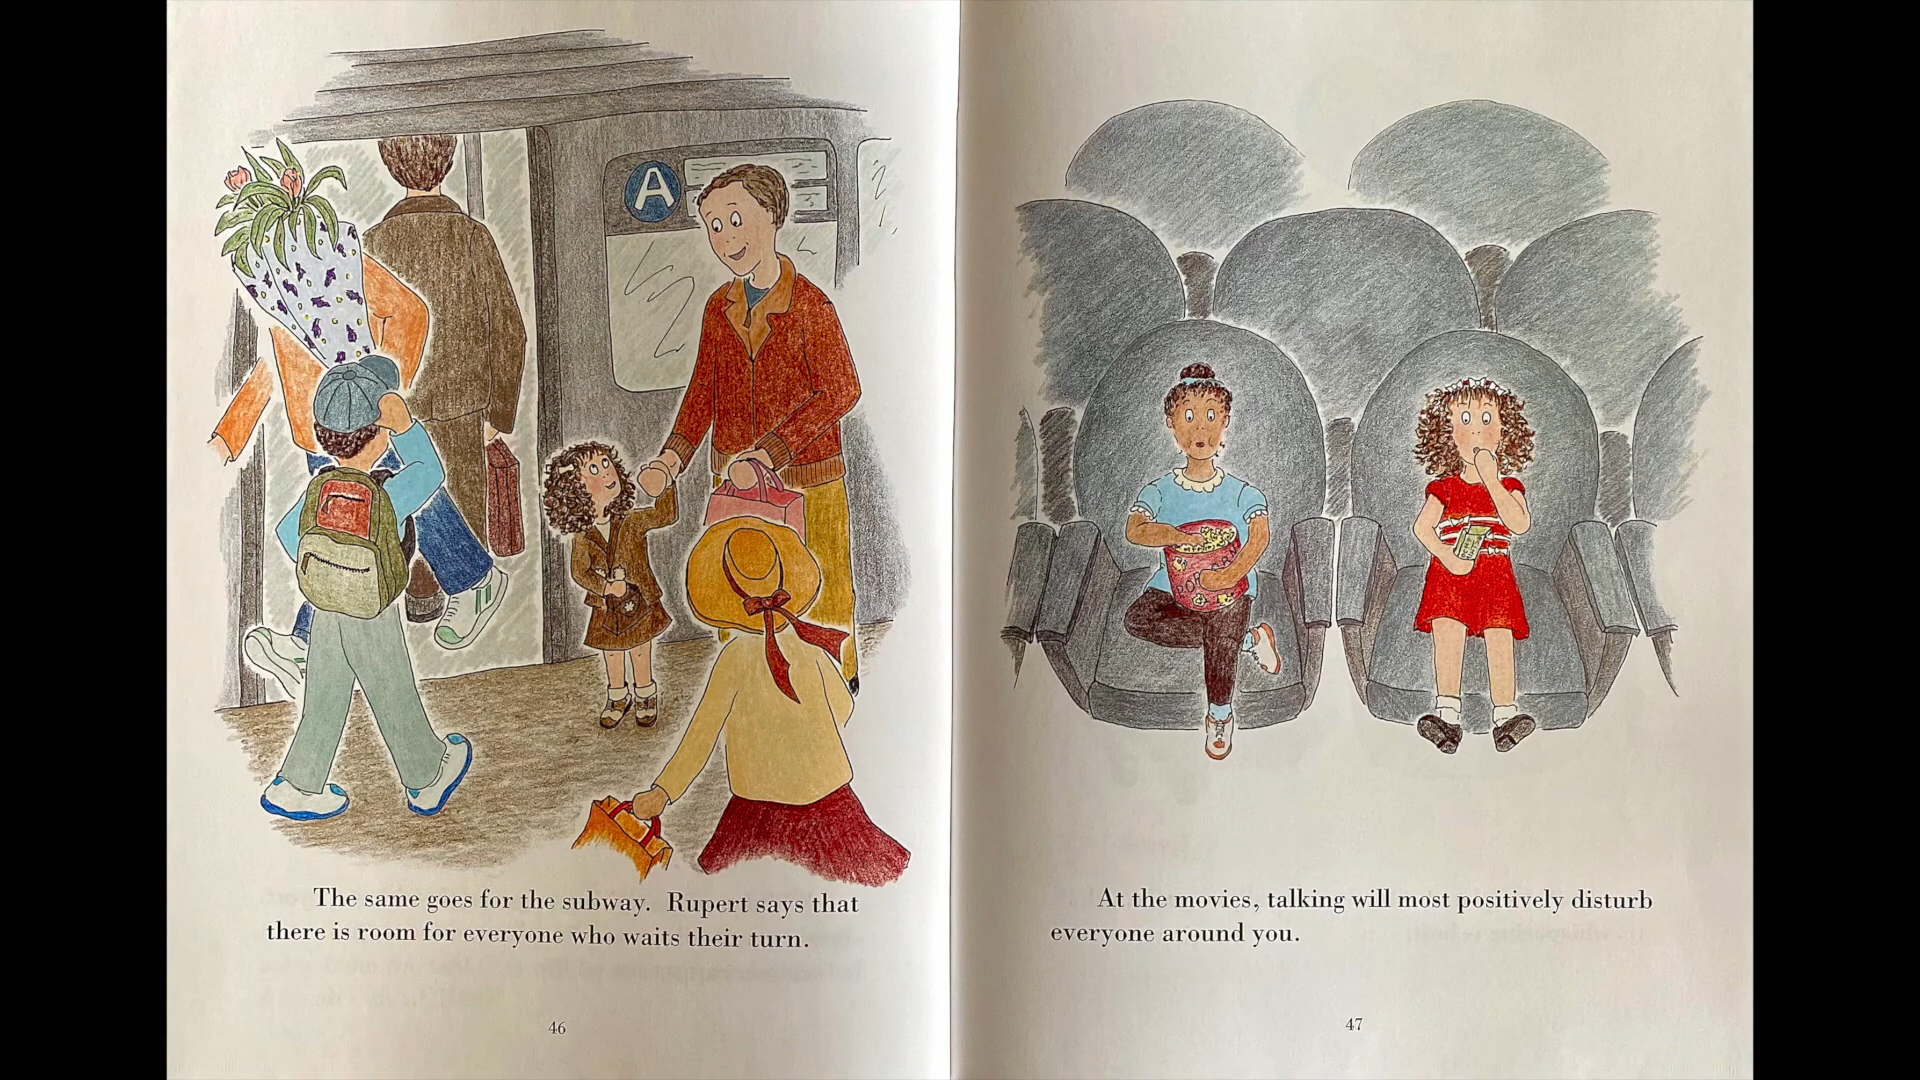 A
The same goes for the subway. Rupert says that
there is room for everyone who waits their turn.
46
At the movies, talking will most positively disturb
everyone around you.
47